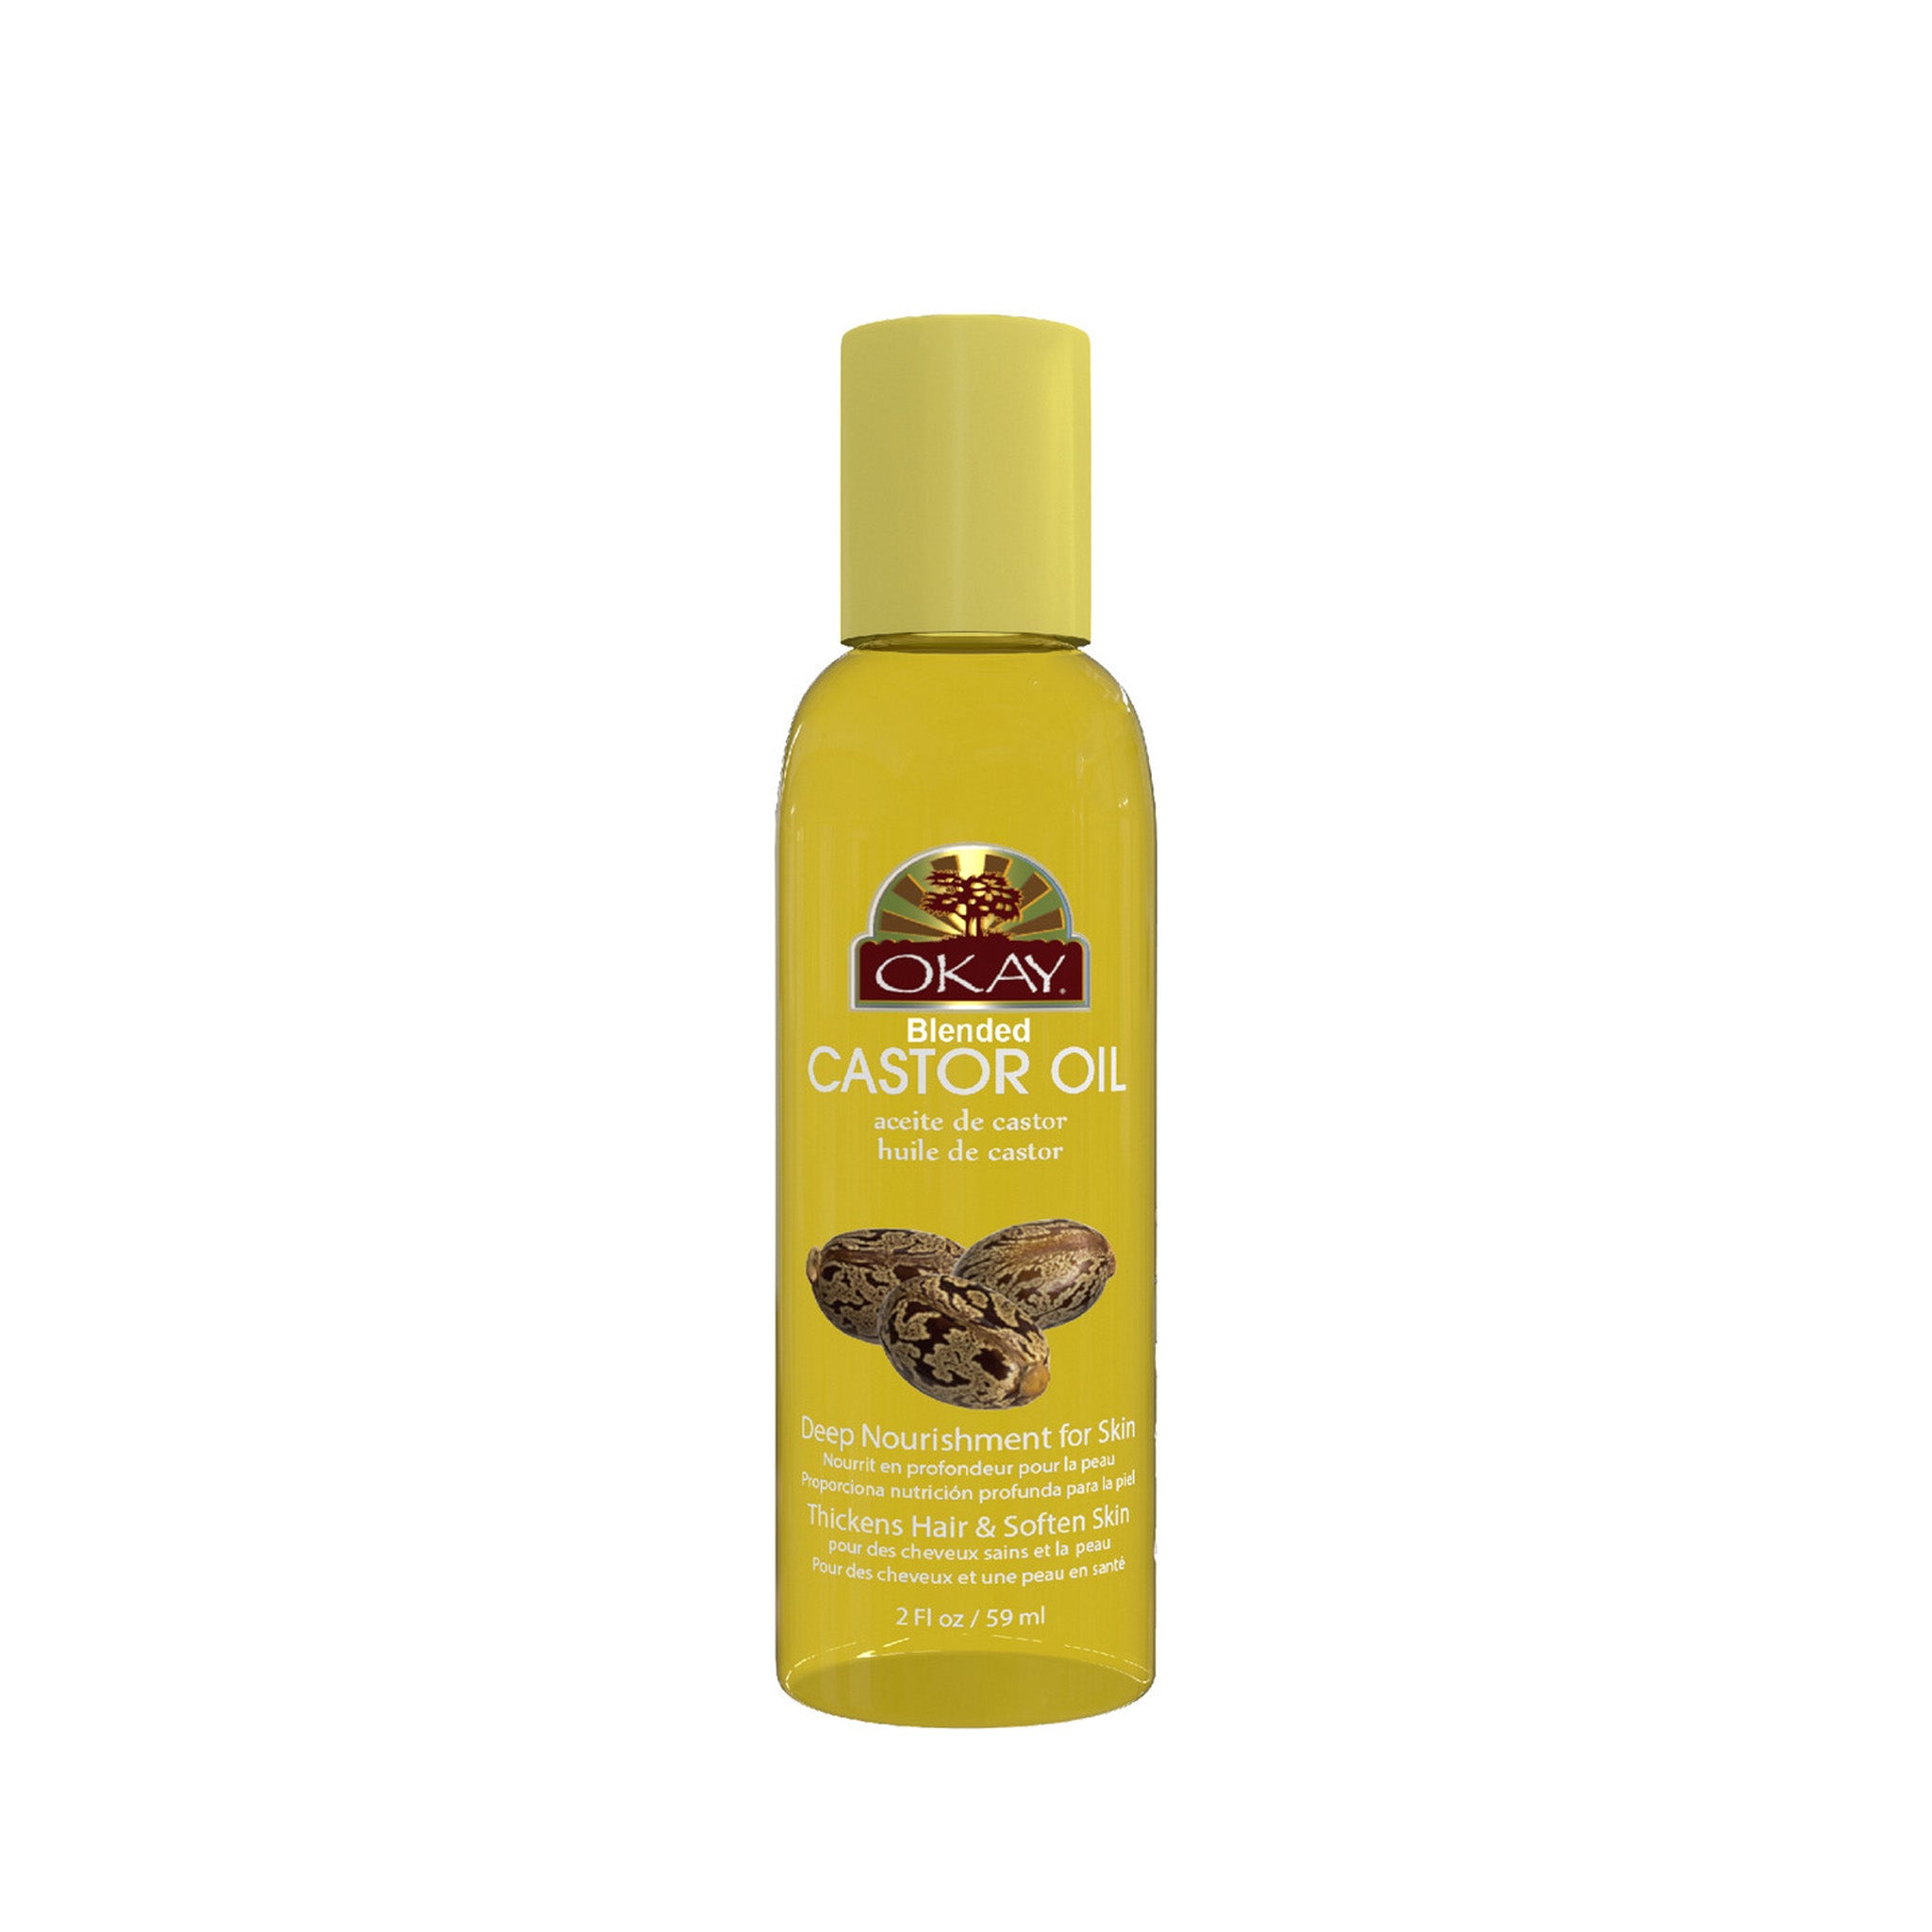 OKAY®
Blended
CASTOR OIL
aceite de castor
huile de castor
Deep Nourishment for Skin
Nourrit en profondeur pour la peau
Proporciona nutrición profunda para la piel
Thickens Hair & Soften Skin
pour des cheveux sains et la peau
Pour des cheveux et une peau en santé
2 Fl oz / 59 ml